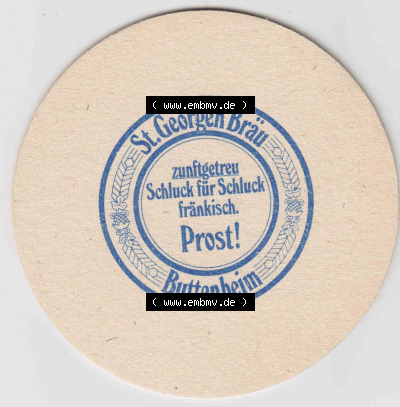 ( www.embmv.de )
St. Georgen Bräu
zunftgetreu
Schluck für Schluck
fränkisch.
Prost!
Buttenheim
( www.embmv.de )